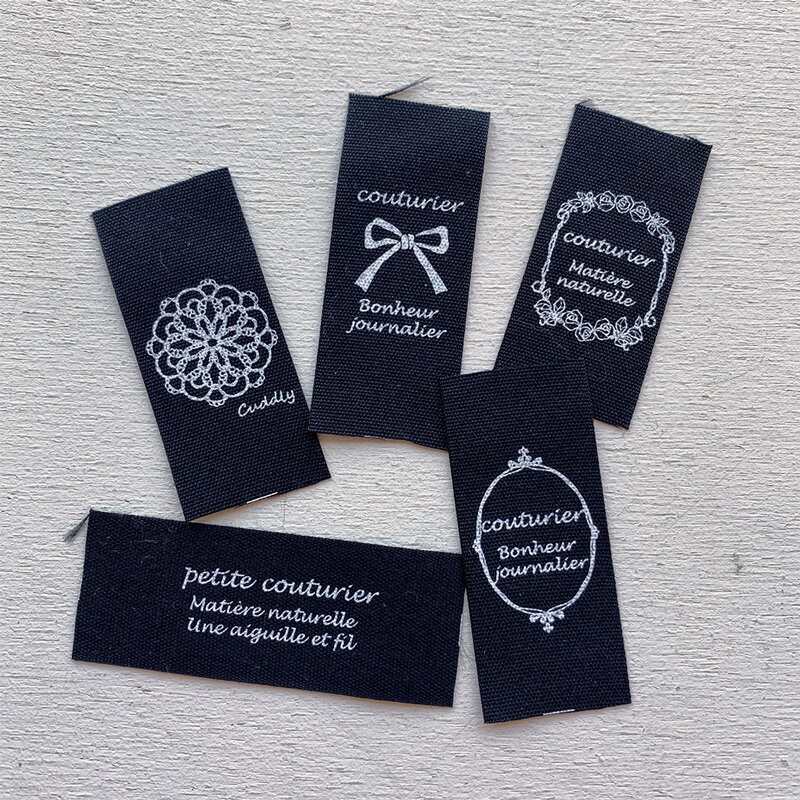 couturier
Bonheur
journalier
couturier
Matière
naturelle
Cuddly
couturier
Bonheur
journalier
petite couturier
Matière naturelle
Une aiguille et fil